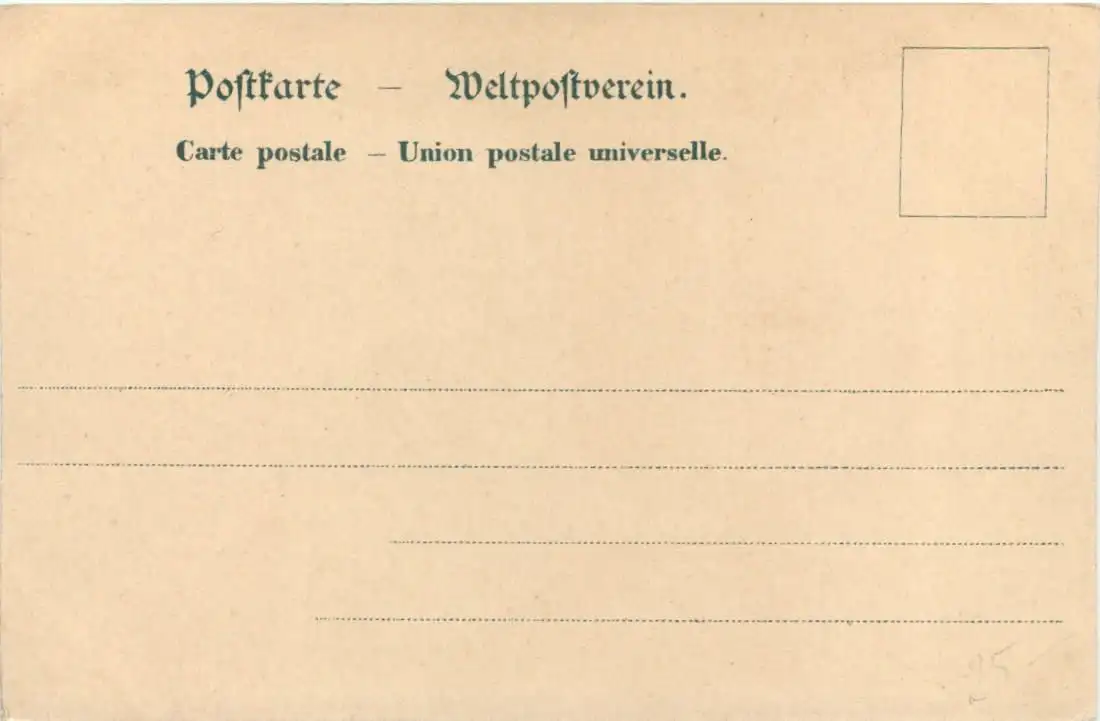 Poſtkarte – Weltpoſtverein.
Carte postale – Union postale universelle.